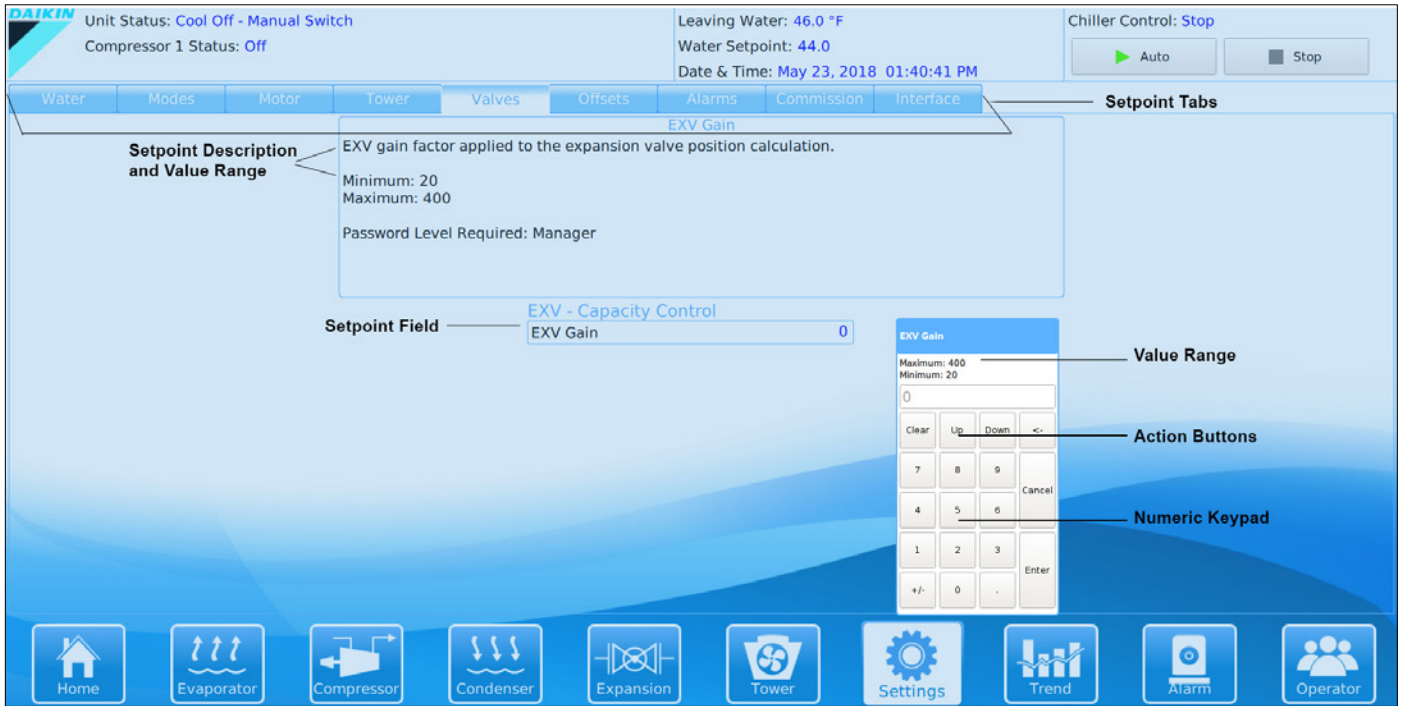 DAIKIN
Unit Status: Cool Off - Manual Switch
Compressor 1 Status: Off
Leaving Water: 46.0 °F
Water Setpoint: 44.0
Date & Time: May 23, 2018 01:40:41 PM
Chiller Control: Stop
Auto
Stop
Water
Modes
Motor
Tower
Valves
Offsets
Alarms
Commission
Interface
Setpoint Tabs
EXV Gain
Setpoint Description
and Value Range
EXV gain factor applied to the expansion valve position calculation.
Minimum: 20
Maximum: 400
Password Level Required: Manager
EXV - Capacity Control
Setpoint Field
EXV Gain 0
EXV Gain
Maximum: 400
Minimum: 20
Value Range
0
Clear Up Down <-
Action Buttons
7 8 9
Cancel
4 5 6
Numeric Keypad
1 2 3
Enter
+/- 0 .
Home
Evaporator
Compressor
Condenser
Expansion
Tower
Settings
Trend
Alarm
Operator